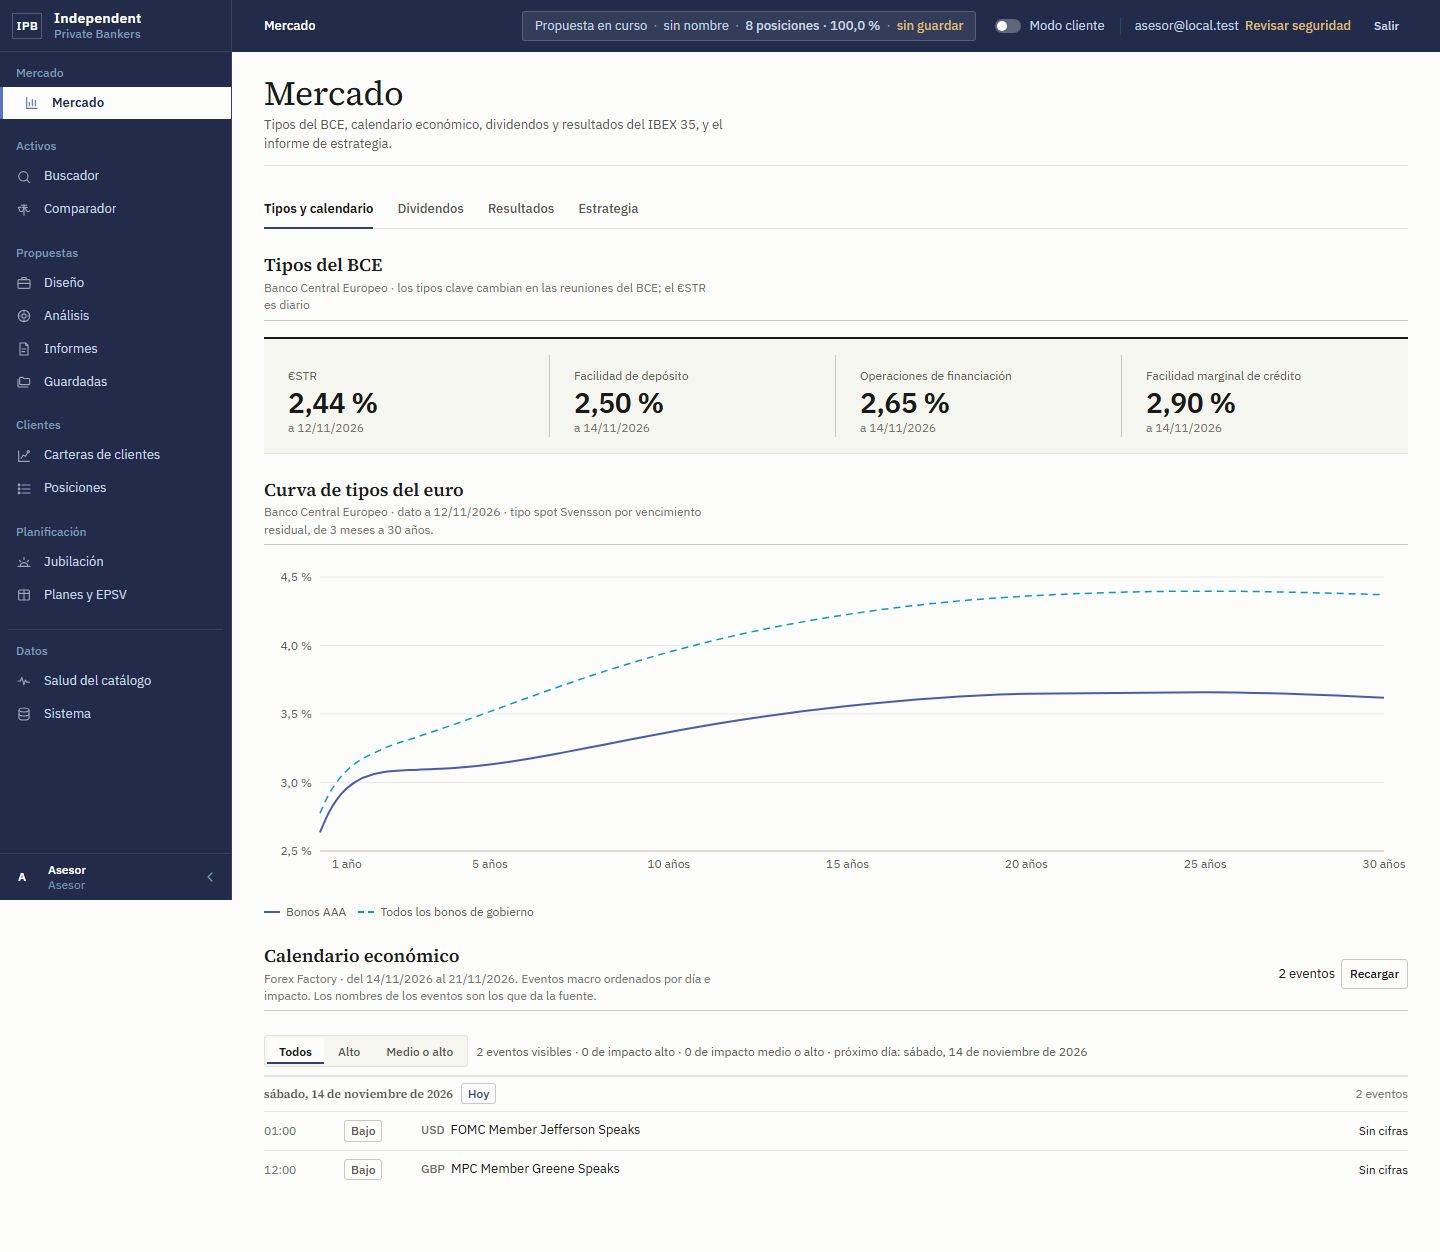 IPB
Independent
Private Bankers
Mercado
Propuesta en curso · sin nombre · 8 posiciones · 100,0 % · sin guardar
Modo cliente
asesor@local.test
Revisar seguridad
Salir
Mercado
Mercado
Activos
Buscador
Comparador
Propuestas
Diseño
Análisis
Informes
Guardadas
Clientes
Carteras de clientes
Posiciones
Planificación
Jubilación
Planes y EPSV
Datos
Salud del catálogo
Sistema
A
Asesor
Asesor
Mercado
Tipos del BCE, calendario económico, dividendos y resultados del IBEX 35, y el
informe de estrategia.
Tipos y calendario
Dividendos
Resultados
Estrategia
Tipos del BCE
Banco Central Europeo · los tipos clave cambian en las reuniones del BCE; el €STR
es diario
€STR
2,44 %
a 12/11/2026
Facilidad de depósito
2,50 %
a 14/11/2026
Operaciones de financiación
2,65 %
a 14/11/2026
Facilidad marginal de crédito
2,90 %
a 14/11/2026
Curva de tipos del euro
Banco Central Europeo · dato a 12/11/2026 · tipo spot Svensson por vencimiento
residual, de 3 meses a 30 años.
4,5 %
4,0 %
3,5 %
3,0 %
2,5 %
1 año
5 años
10 años
15 años
20 años
25 años
30 años
Bonos AAA
Todos los bonos de gobierno
Calendario económico
Forex Factory · del 14/11/2026 al 21/11/2026. Eventos macro ordenados por día e
impacto. Los nombres de los eventos son los que da la fuente.
2 eventos
Recargar
Todos
Alto
Medio o alto
2 eventos visibles · 0 de impacto alto · 0 de impacto medio o alto · próximo día: sábado, 14 de noviembre de 2026
sábado, 14 de noviembre de 2026
Hoy
2 eventos
01:00
Bajo
USD FOMC Member Jefferson Speaks
Sin cifras
12:00
Bajo
GBP MPC Member Greene Speaks
Sin cifras